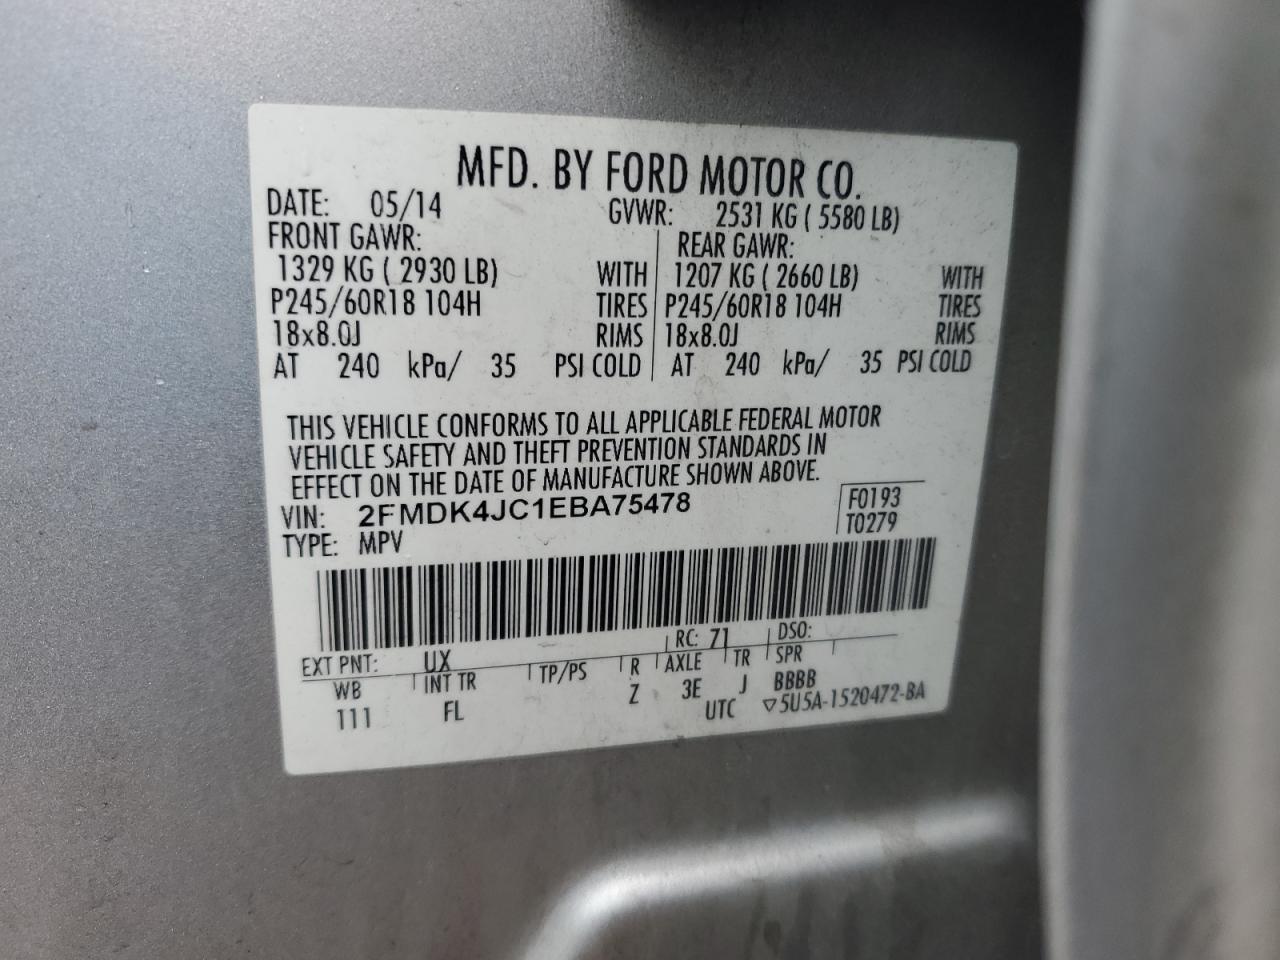 MFD. BY FORD MOTOR CO.
DATE: 05/14 GVWR: 2531 KG ( 5580 LB)
FRONT GAWR: REAR GAWR:
1329 KG ( 2930 LB) WITH 1207 KG ( 2660 LB) WITH
P245/60R18 104H TIRES P245/60R18 104H TIRES
18x8.0J RIMS 18x8.0J RIMS
AT 240 kPa/ 35 PSI COLD AT 240 kPa/ 35 PSI COLD
THIS VEHICLE CONFORMS TO ALL APPLICABLE FEDERAL MOTOR
VEHICLE SAFETY AND THEFT PREVENTION STANDARDS IN
EFFECT ON THE DATE OF MANUFACTURE SHOWN ABOVE.
VIN: 2FMDK4JC1EBA75478 F0193
TYPE: MPV T0279
EXT PNT: UX RC: 71 DSO:
WB INT TR TP/PS R AXLE TR SPR
111 FL Z 3E J BBBB
UTC ▽5U5A-1520472-BA